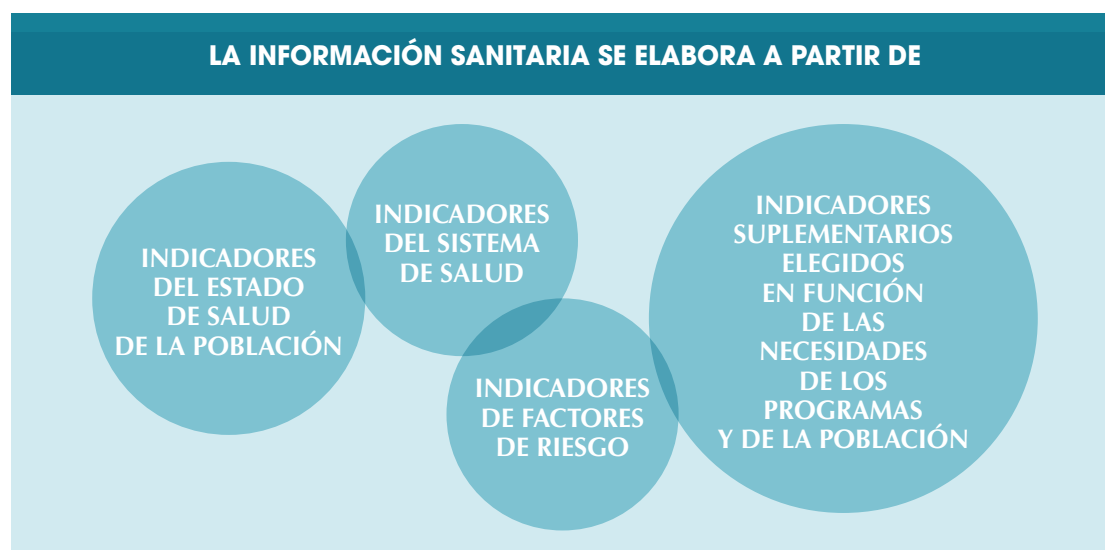 LA INFORMACIÓN SANITARIA SE ELABORA A PARTIR DE
INDICADORES
DEL ESTADO
DE SALUD
DE LA POBLACIÓN
INDICADORES
DEL SISTEMA
DE SALUD
INDICADORES
DE FACTORES
DE RIESGO
INDICADORES
SUPLEMENTARIOS
ELEGIDOS
EN FUNCIÓN
DE LAS
NECESIDADES
DE LOS
PROGRAMAS
Y DE LA POBLACIÓN